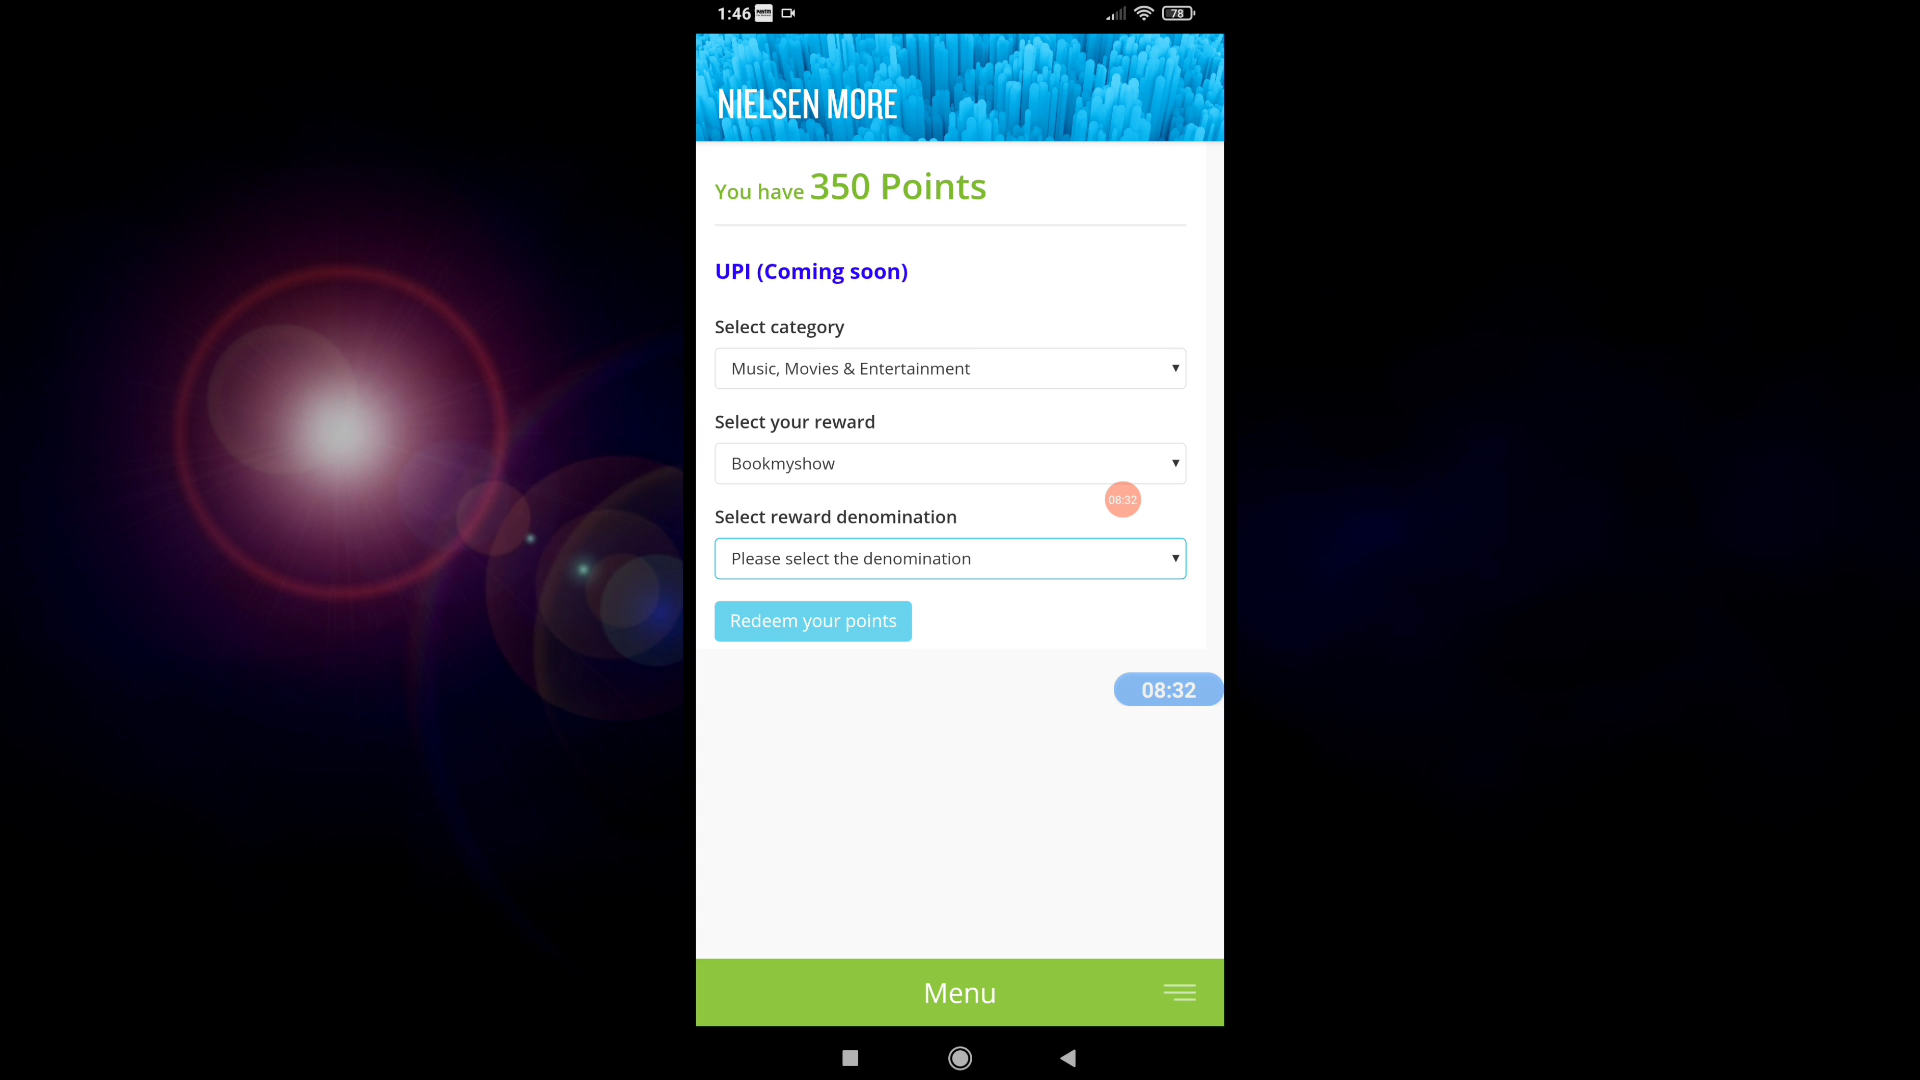 1:46
78
NIELSEN MORE
You have 350 Points
UPI (Coming soon)
Select category
Music, Movies & Entertainment
Select your reward
Bookmyshow
08:32
Select reward denomination
Please select the denomination
Redeem your points
08:32
Menu